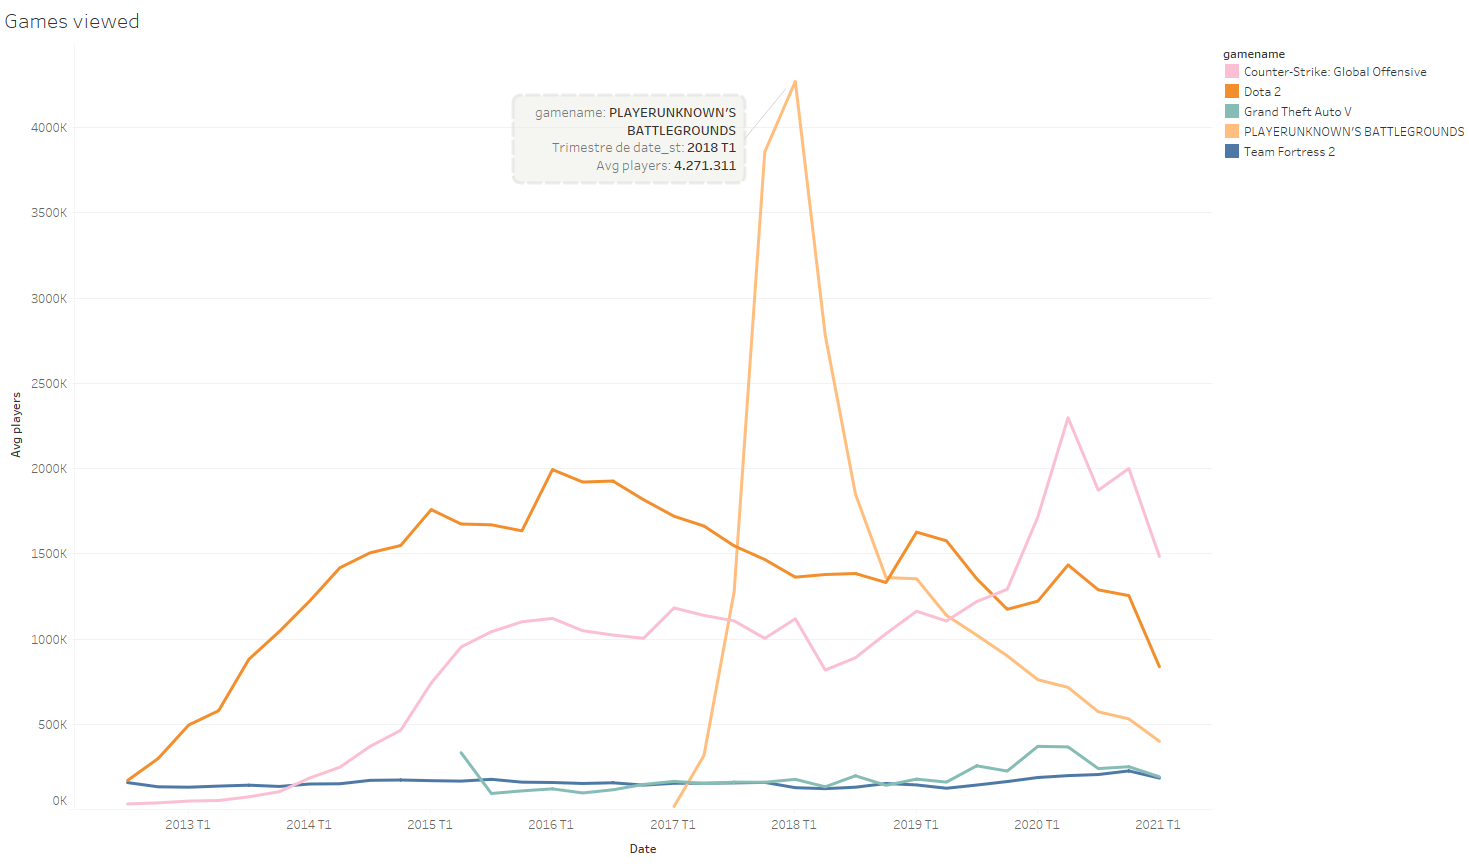 Games viewed
gamename
Counter-Strike: Global Offensive
Dota 2
Grand Theft Auto V
PLAYERUNKNOWN'S BATTLEGROUNDS
Team Fortress 2
gamename: PLAYERUNKNOWN'S
BATTLEGROUNDS
Trimestre de date_st: 2018 T1
Avg players: 4.271.311
Avg players
4000K
3500K
3000K
2500K
2000K
1500K
1000K
500K
0K
2013 T1
2014 T1
2015 T1
2016 T1
2017 T1
2018 T1
2019 T1
2020 T1
2021 T1
Date